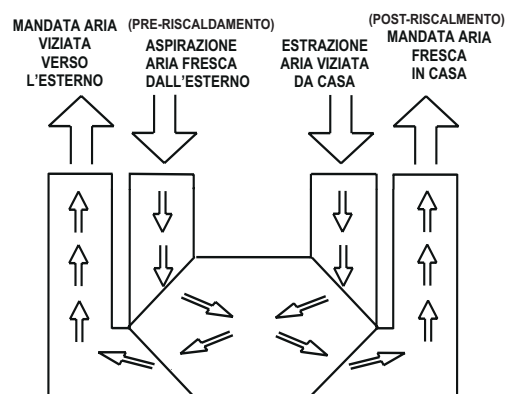 MANDATA ARIA
VIZIATA
VERSO
L'ESTERNO
(PRE-RISCALDAMENTO)
ASPIRAZIONE
ARIA FRESCA
DALL'ESTERNO
ESTRAZIONE
ARIA VIZIATA
DA CASA
(POST-RISCALMENTO)
MANDATA ARIA
FRESCA
IN CASA